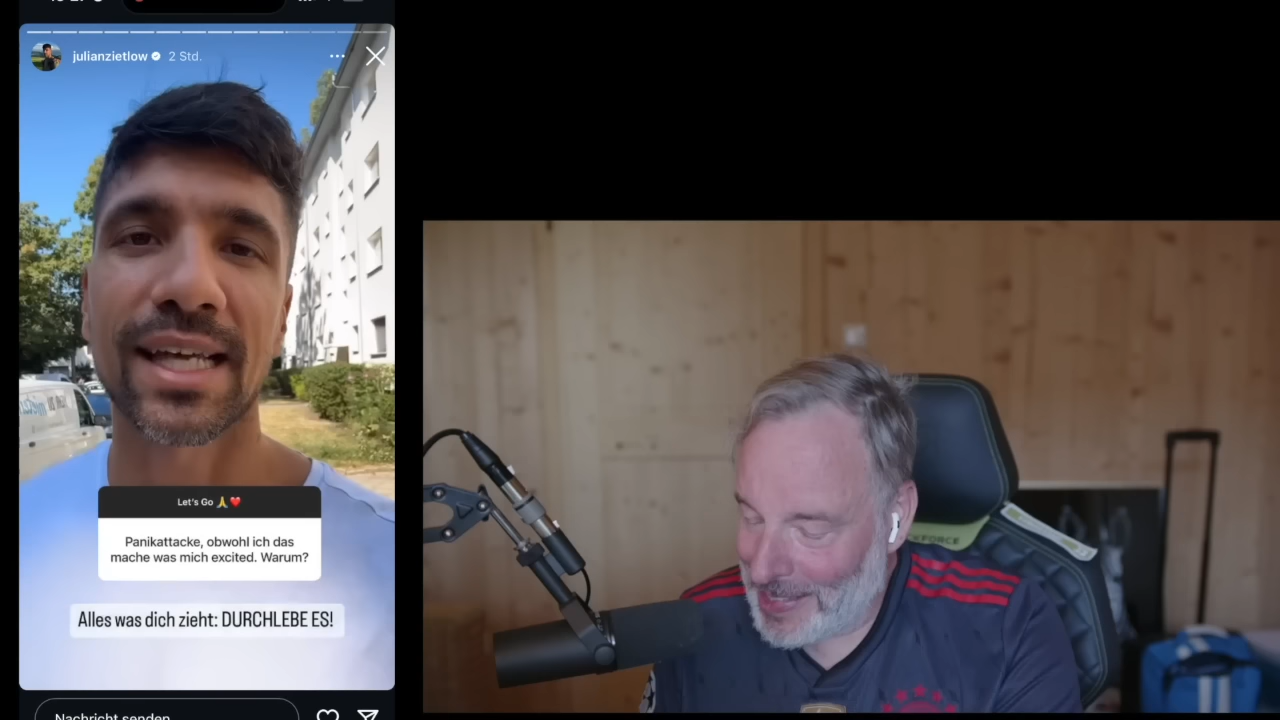 julianzietlow 2 Std.
Let's Go 🙏❤️
Panikattacke, obwohl ich das
mache was mich excited. Warum?
Alles was dich zieht: DURCHLEBE ES!
Nachricht senden